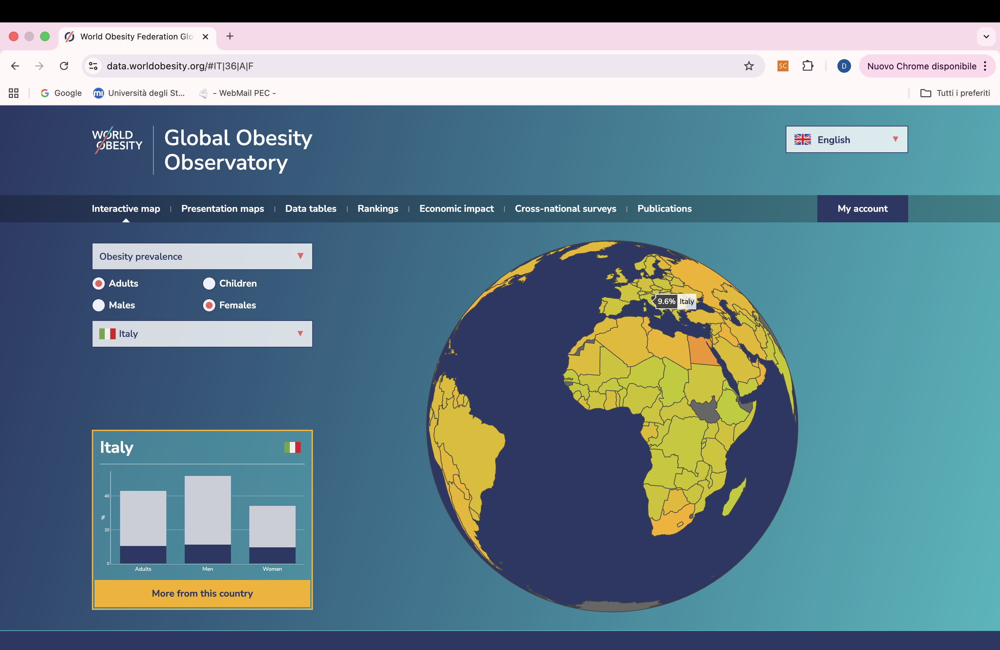 World Obesity Federation Glo
data.worldobesity.org/#IT|36|A|F
SC
D
Nuovo Chrome disponibile
Google
Università degli St...
- WebMail PEC -
Tutti i preferiti
WORLD
OBESITY
Global Obesity
Observatory
English
Interactive map
Presentation maps
Data tables
Rankings
Economic impact
Cross-national surveys
Publications
My account
Obesity prevalence
Adults
Children
Males
Females
Italy
9.6% Italy
Italy
40
20
0
%
Adults
Men
Women
More from this country